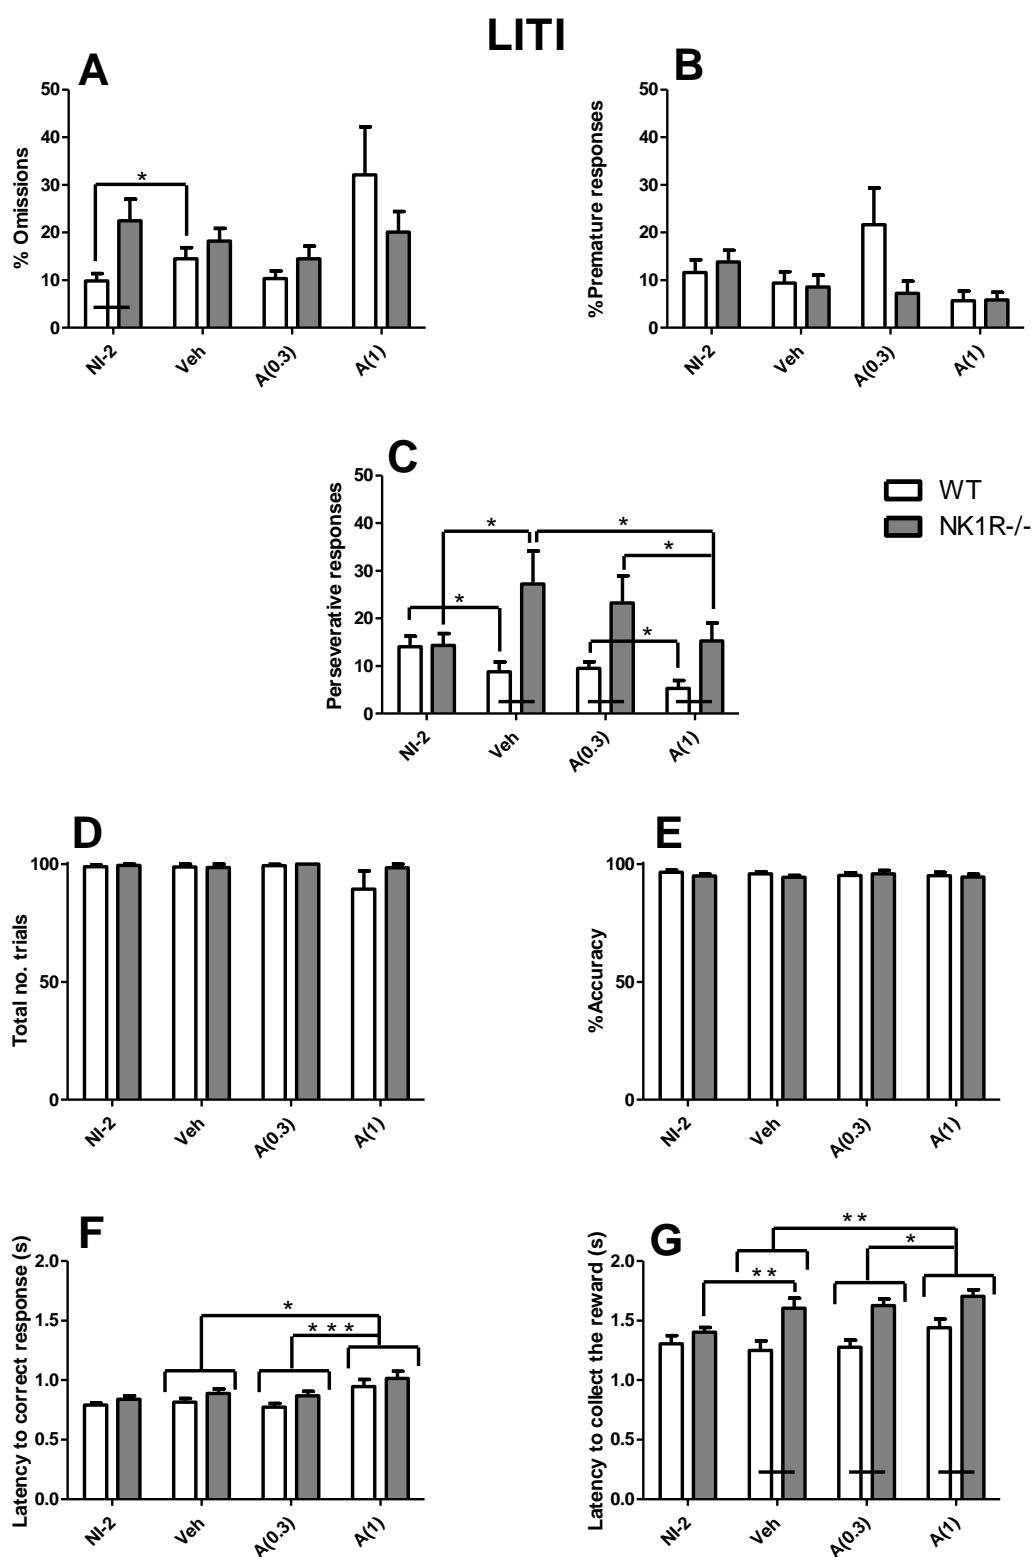 LITI
A
B
% Omissions
50
40
30
20
10
0
*
NI-2
Veh
A(0.3)
A(1)
%Premature responses
50
40
30
20
10
0
NI-2
Veh
A(0.3)
A(1)
C
Perseverative responses
50
40
30
20
10
0
*
*
*
*
*
NI-2
Veh
A(0.3)
A(1)
WT
NK1R-/-
D
Total no. trials
100
50
0
NI-2
Veh
A(0.3)
A(1)
E
%Accuracy
100
50
0
NI-2
Veh
A(0.3)
A(1)
F
Latency to correct response (s)
2.0
1.5
1.0
0.5
0.0
*
***
NI-2
Veh
A(0.3)
A(1)
G
Latency to collect the reward (s)
2.0
1.5
1.0
0.5
0.0
**
*
**
NI-2
Veh
A(0.3)
A(1)